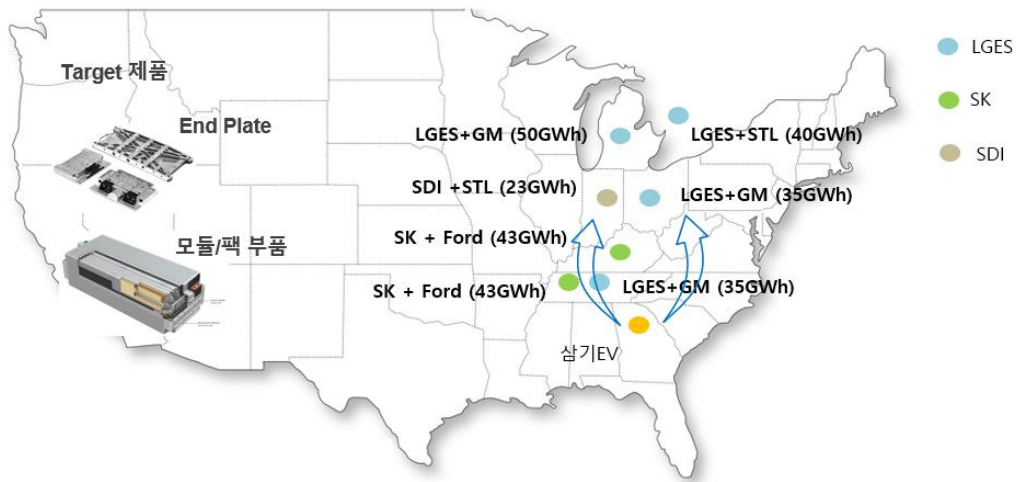 Target 제품
End Plate
모듈/팩 부품
LGES+GM (50GWh)
LGES+STL (40GWh)
SDI +STL (23GWh)
LGES+GM (35GWh)
SK + Ford (43GWh)
SK + Ford (43GWh)
LGES+GM (35GWh)
삼기EV
LGES
SK
SDI